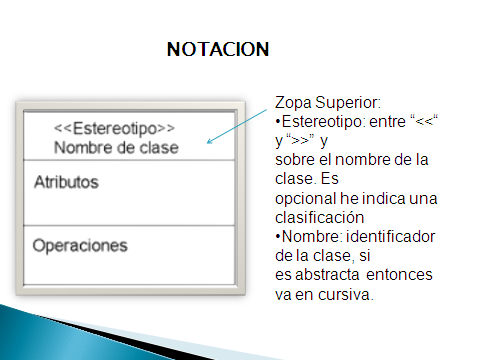 NOTACION
<<Estereotipo>>
Nombre de clase
Atributos
Operaciones
Zopa Superior:
•Estereotipo: entre “<<“
y “>>” y
sobre el nombre de la
clase. Es
opcional he indica una
clasificación
•Nombre: identificador
de la clase, si
es abstracta entonces
va en cursiva.